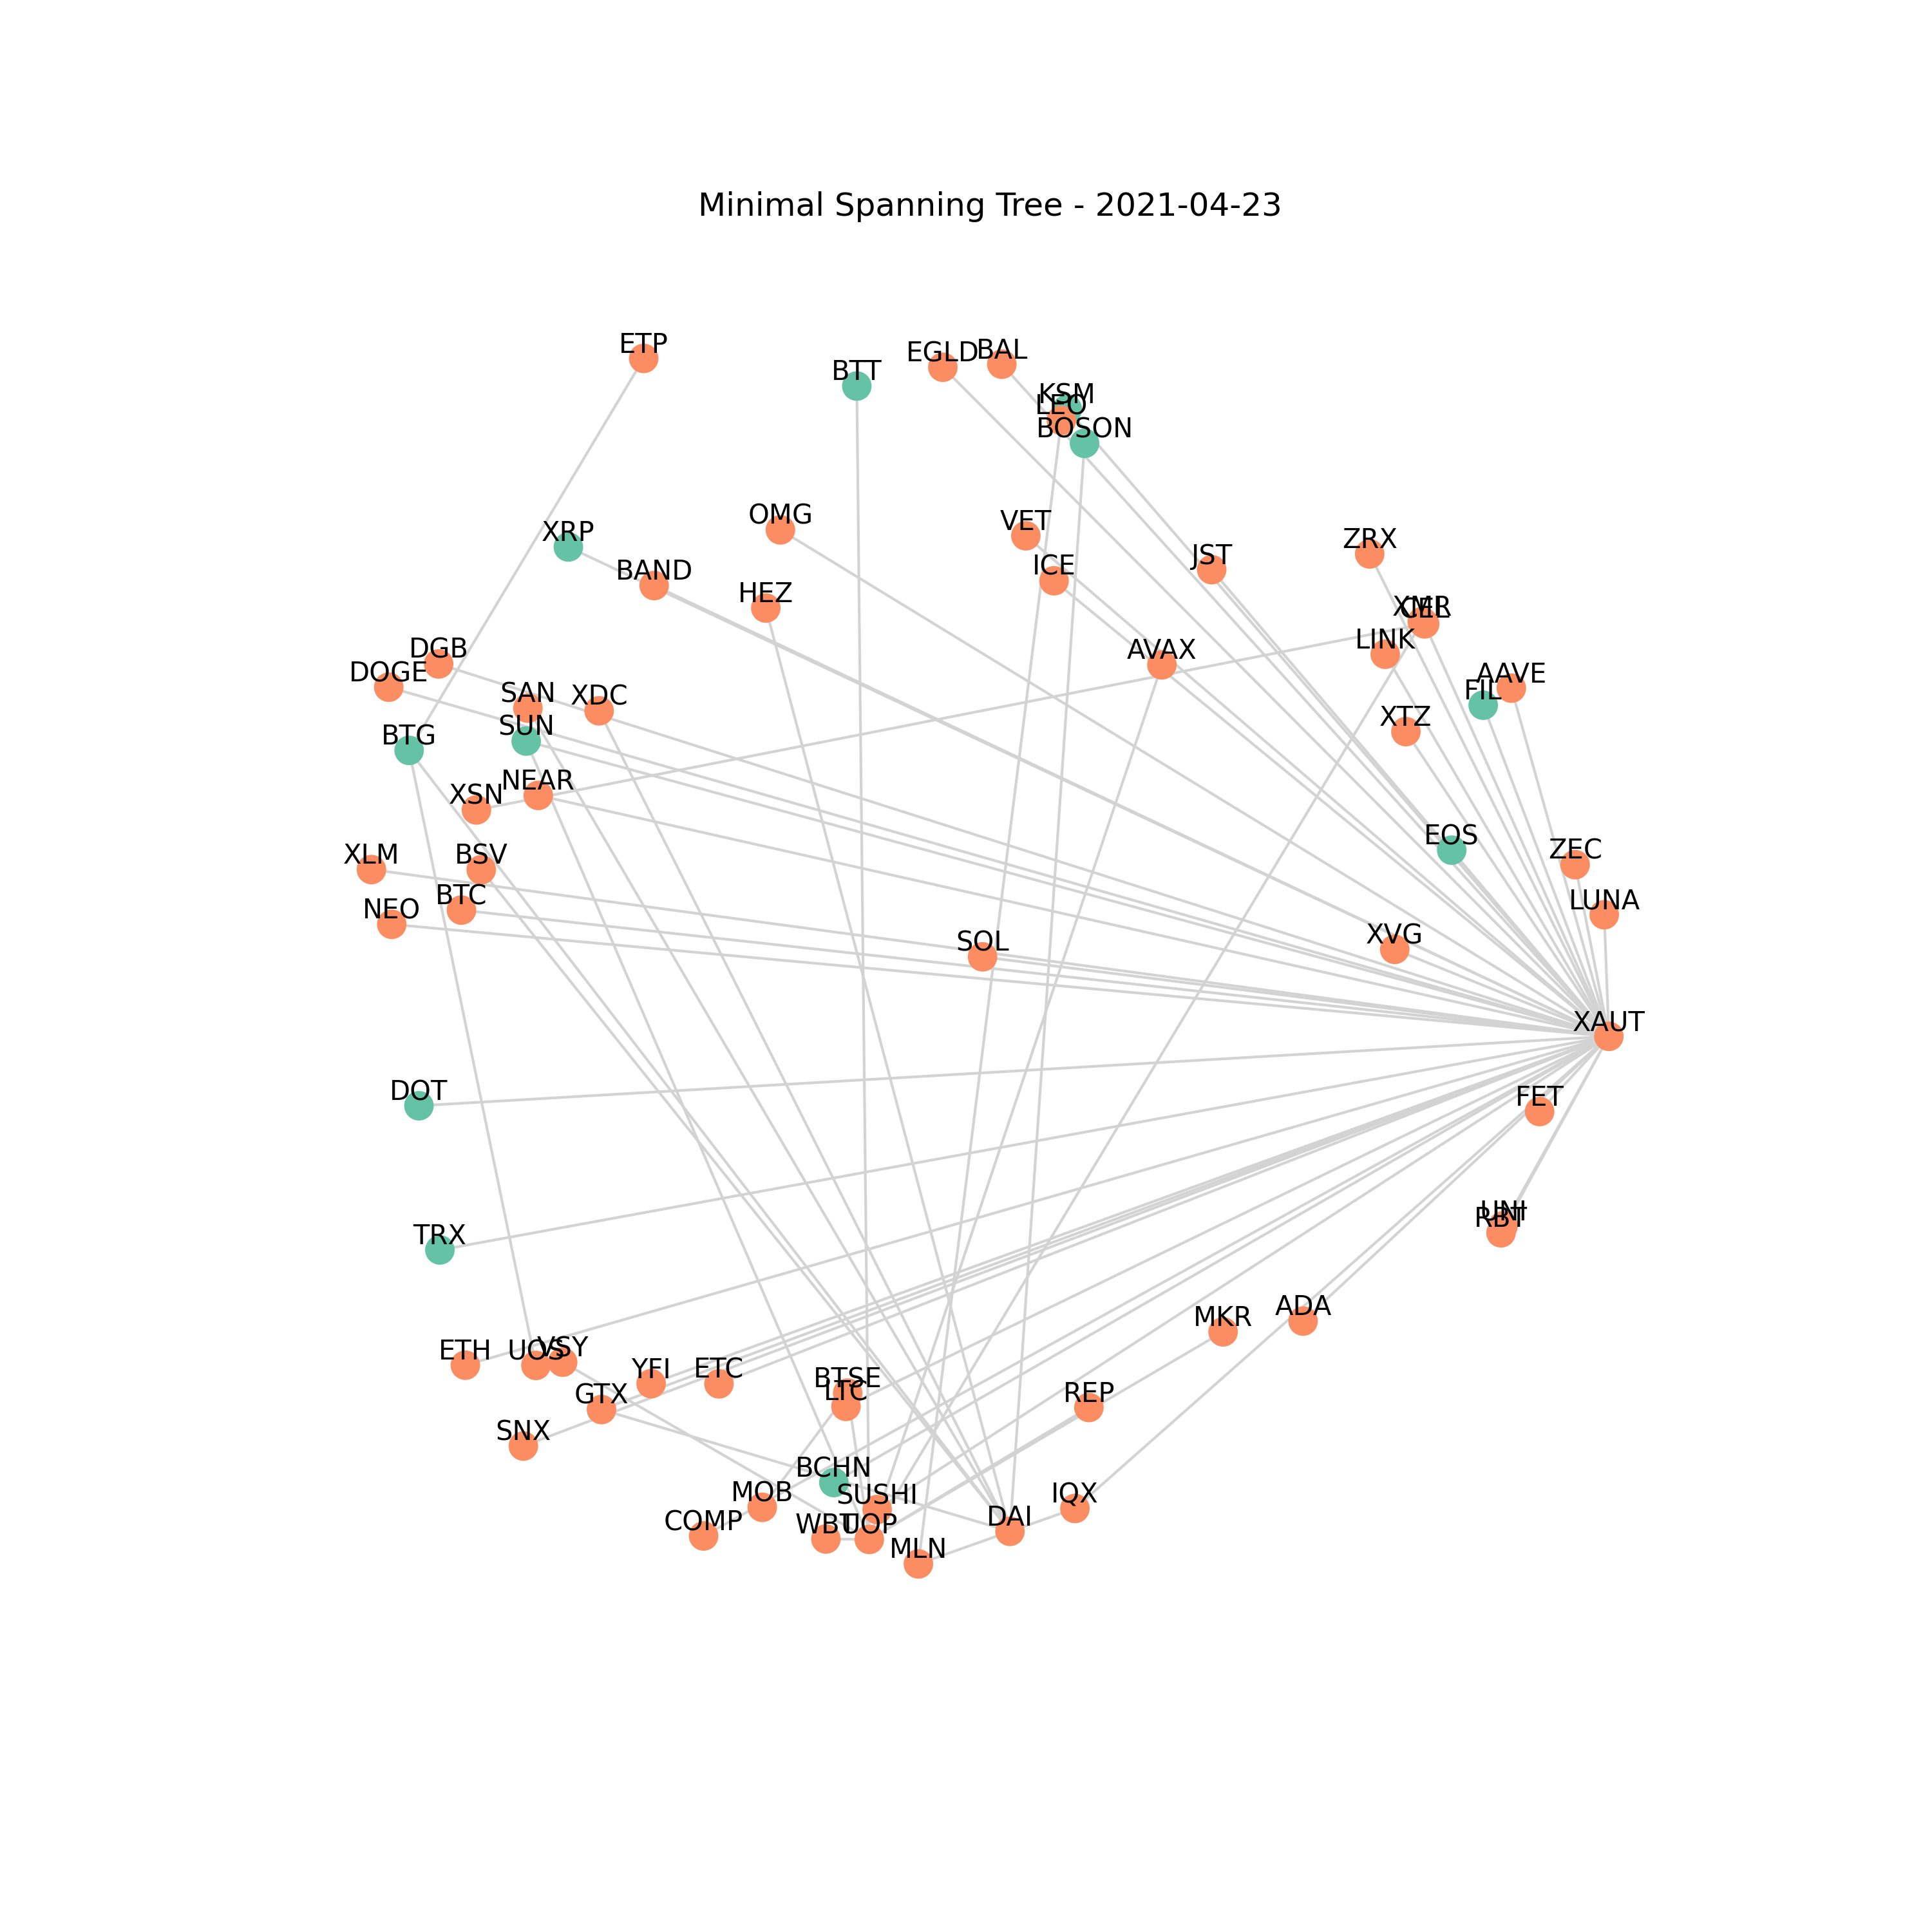 Minimal Spanning Tree - 2021-04-23
ETP
BTT
EGLD
BAL
KSM
LEO
BOSON
OMG
VET
XRP
ZRX
JST
BAND
ICE
HEZ
XMR
CEL
LINK
DGB
AVAX
DOGE
AAVE
FIL
SAN
XDC
SUN
XTZ
BTG
NEAR
XSN
EOS
XLM
BSV
ZEC
BTC
LUNA
NEO
SOL
XVG
XAUT
DOT
FET
UNI
RBT
TRX
ADA
MKR
ETH
UOS
VSY
YFI
ETC
BTSE
LTC
GTX
REP
SNX
BCHN
MOB
SUSHI
IQX
COMP
WBT
UOP
DAI
MLN